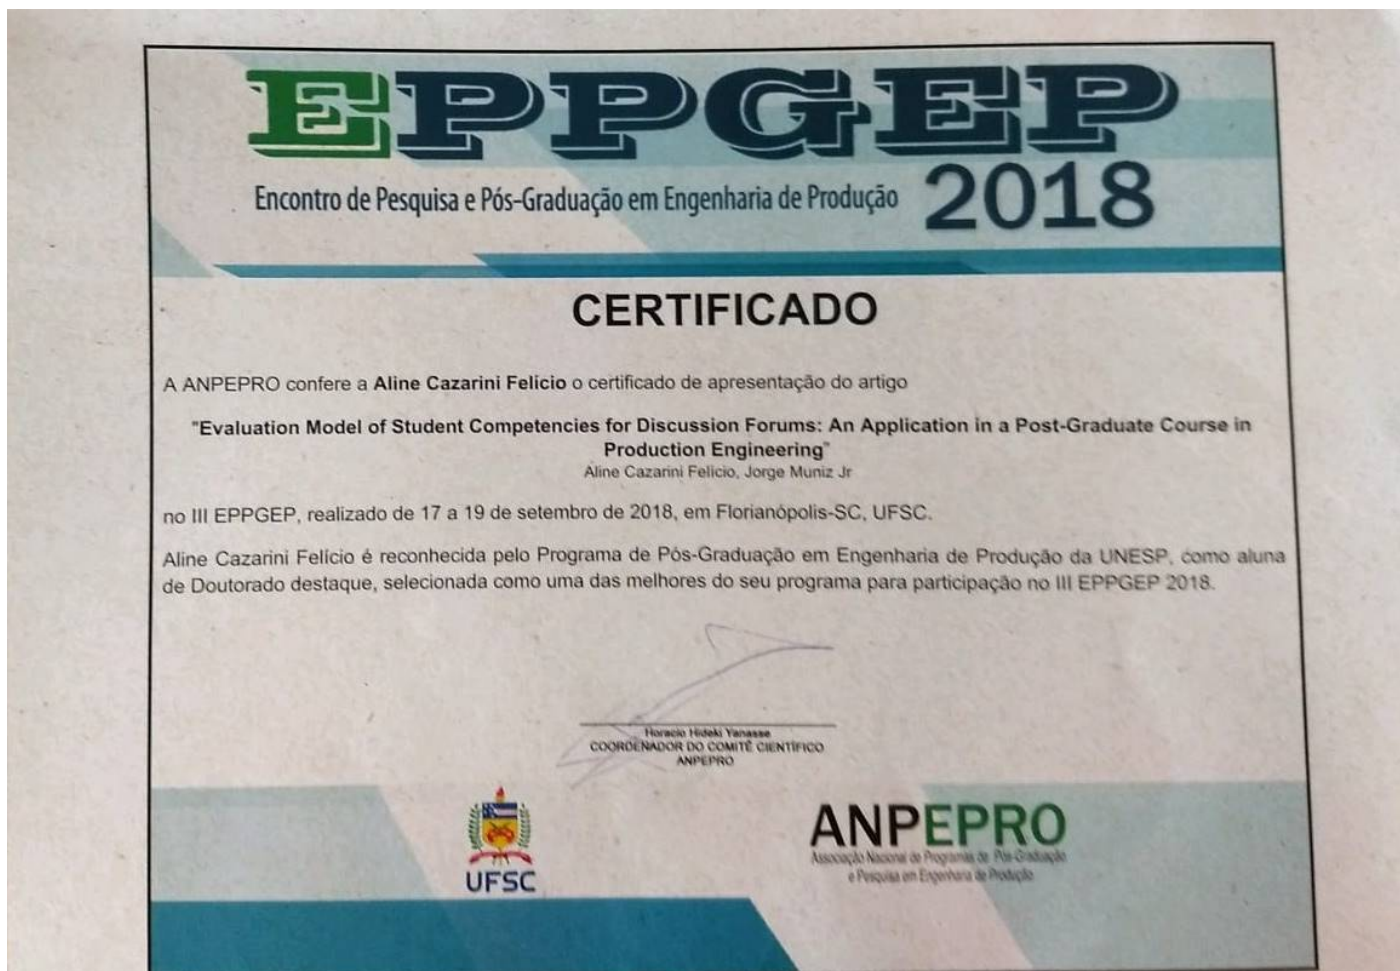 EPPGEP
Encontro de Pesquisa e Pós-Graduação em Engenharia de Produção
2018
CERTIFICADO
A ANPEPRO confere a Aline Cazarini Felício o certificado de apresentação do artigo
"Evaluation Model of Student Competencies for Discussion Forums: An Application in a Post-Graduate Course in
Production Engineering"
Aline Cazarini Felício, Jorge Muniz Jr
no III EPPGEP, realizado de 17 a 19 de setembro de 2018, em Florianópolis-SC, UFSC.
Aline Cazarini Felício é reconhecida pelo Programa de Pós-Graduação em Engenharia de Produção da UNESP, como aluna
de Doutorado destaque, selecionada como uma das melhores do seu programa para participação no III EPPGEP 2018.
Horacio Hideki Yanasse
COORDENADOR DO COMITÊ CIENTÍFICO
ANPEPRO
UFSC
ANPEPRO
Associação Nacional de Programas de Pós-Graduação
e Pesquisa em Engenharia de Produção